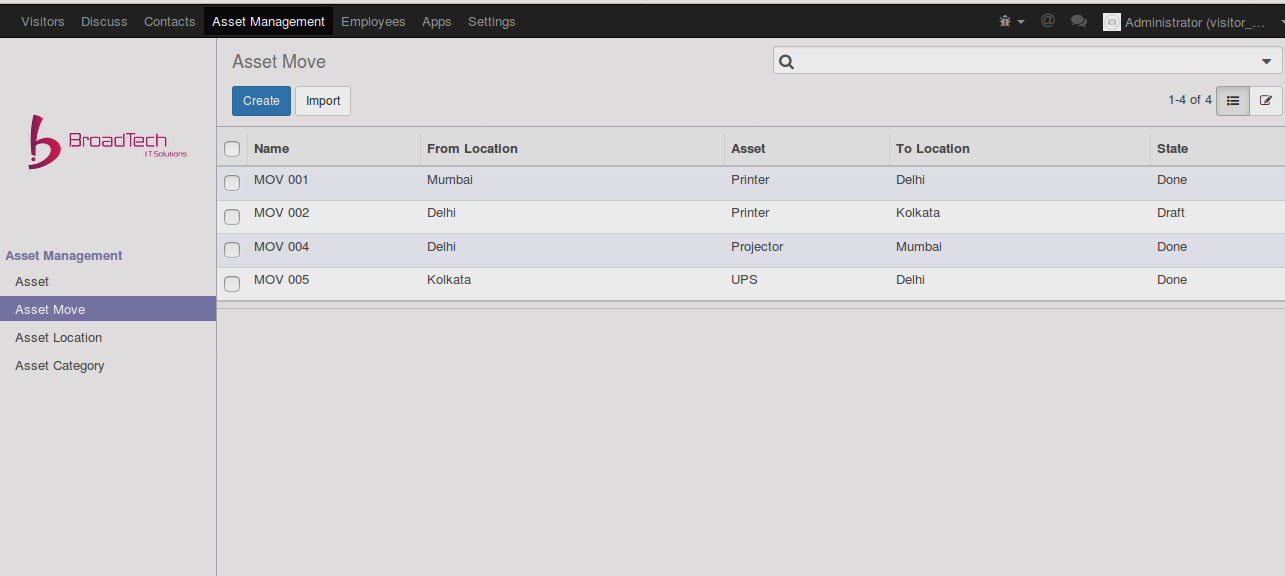 Visitors Discuss Contacts Asset Management Employees Apps Settings @ Administrator (visitor_...
Asset Move
Create Import 1-4 of 4
BroadTech
IT Solutions
Name From Location Asset To Location State
MOV 001 Mumbai Printer Delhi Done
MOV 002 Delhi Printer Kolkata Draft
MOV 004 Delhi Projector Mumbai Done
MOV 005 Kolkata UPS Delhi Done
Asset Management
Asset
Asset Move
Asset Location
Asset Category